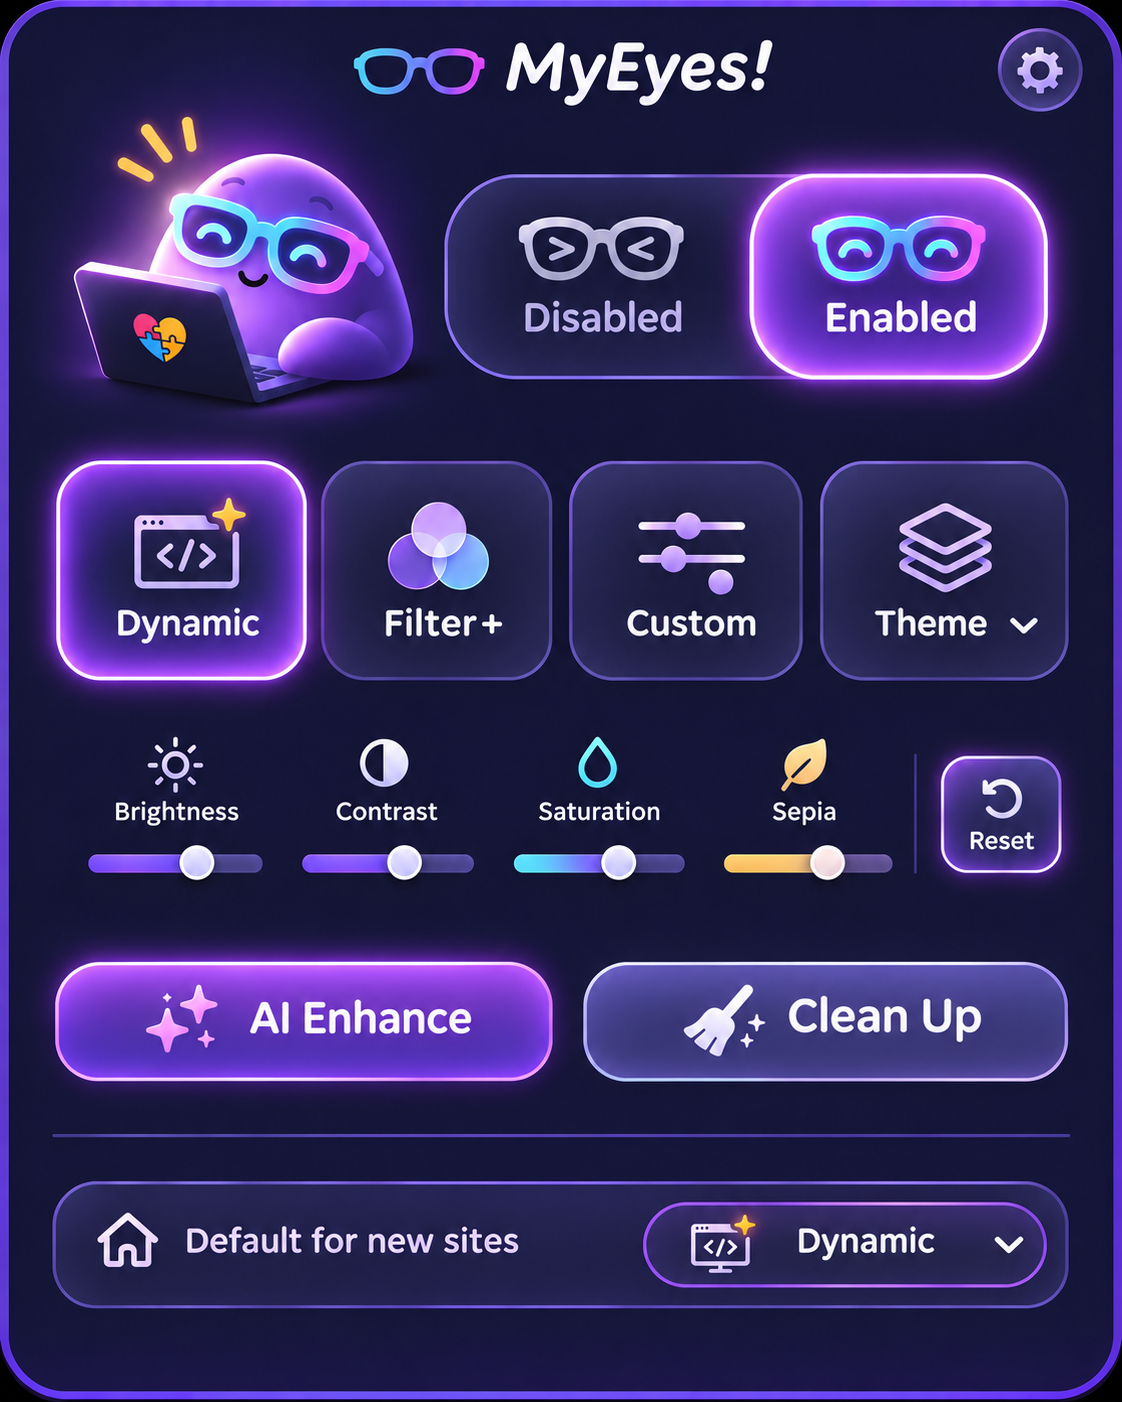 MyEyes!
Disabled
Enabled
Dynamic
Filter+
Custom
Theme
Brightness
Contrast
Saturation
Sepia
Reset
AI Enhance
Clean Up
Default for new sites
Dynamic